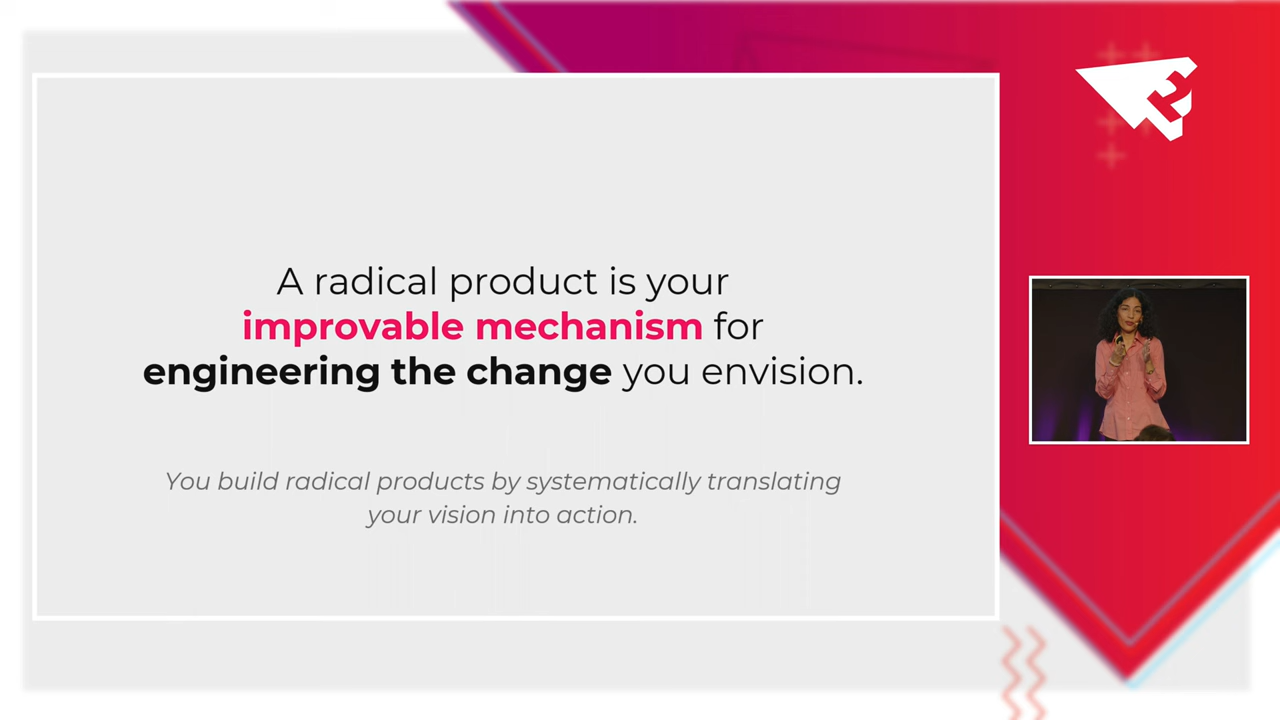 A radical product is your
improvable mechanism for
engineering the change you envision.
You build radical products by systematically translating
your vision into action.